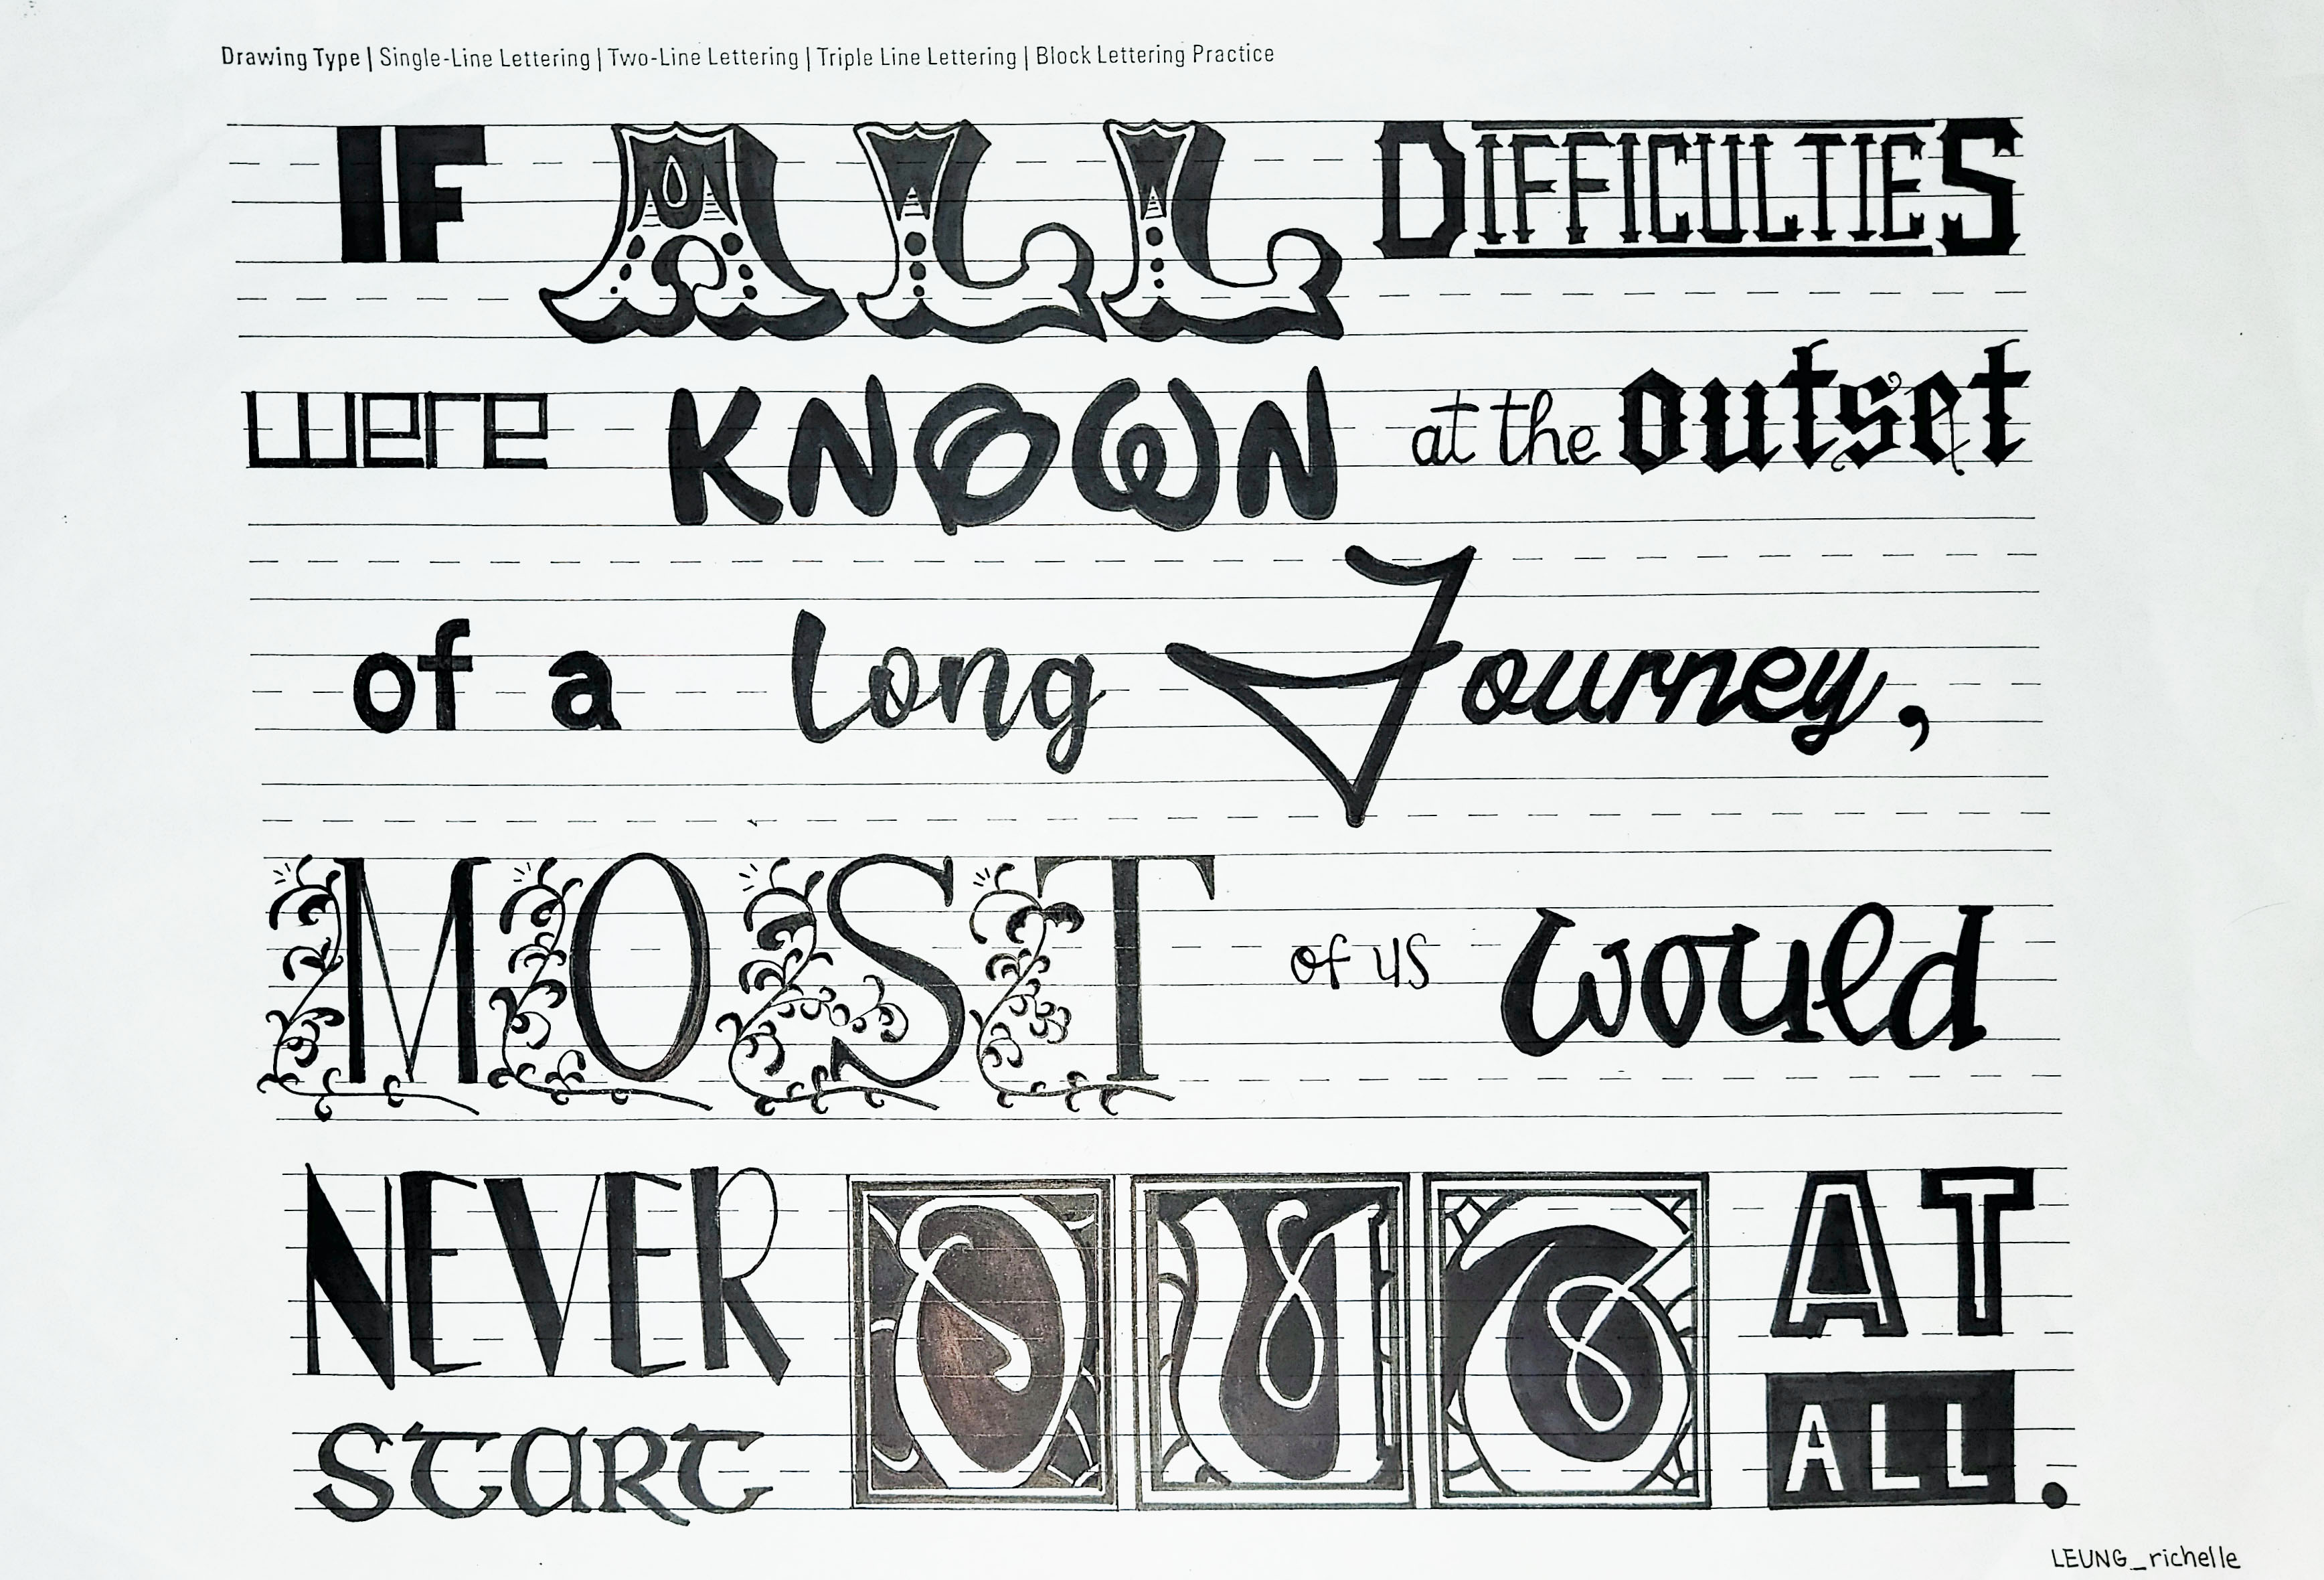 Drawing Type | Single-Line Lettering | Two-Line Lettering | Triple Line Lettering | Block Lettering Practice
IF ALL DIFFICULTIES
were KNOWN at the outset
of a long Journey,
MOST of us would
NEVER
START
OUT
AT
ALL.
LEUNG_richelle